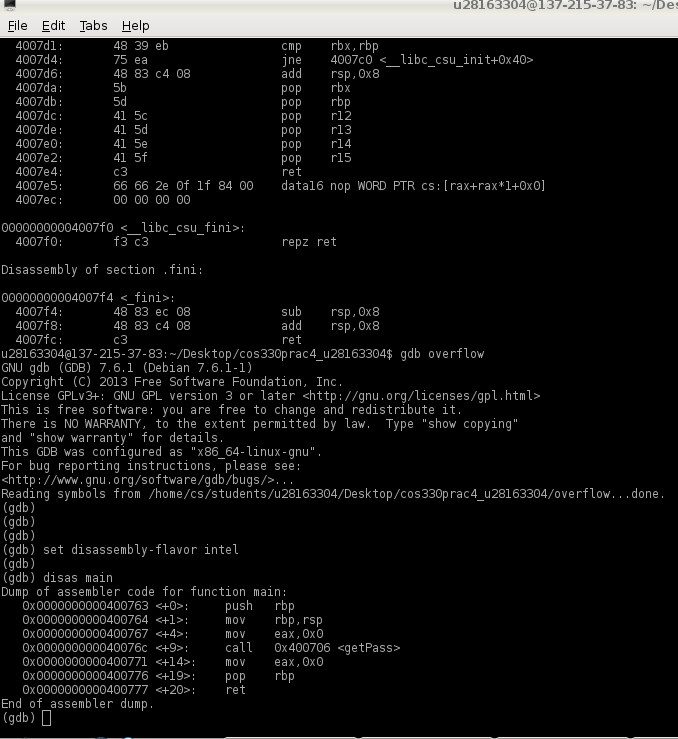 u28163304@137-215-37-83: ~/Des
File Edit Tabs Help
4007d1: 48 39 eb cmp rbx,rbp
4007d4: 75 ea jne 4007c0 <__libc_csu_init+0x40>
4007d6: 48 83 c4 08 add rsp,0x8
4007da: 5b pop rbx
4007db: 5d pop rbp
4007dc: 41 5c pop r12
4007de: 41 5d pop r13
4007e0: 41 5e pop r14
4007e2: 41 5f pop r15
4007e4: c3 ret
4007e5: 66 66 2e 0f 1f 84 00 data16 nop WORD PTR cs:[rax+rax*1+0x0]
4007ec: 00 00 00 00
00000000004007f0 <__libc_csu_fini>:
4007f0: f3 c3 repz ret
Disassembly of section .fini:
00000000004007f4 <_fini>:
4007f4: 48 83 ec 08 sub rsp,0x8
4007f8: 48 83 c4 08 add rsp,0x8
4007fc: c3 ret
u28163304@137-215-37-83:~/Desktop/cos330prac4_u28163304$ gdb overflow
GNU gdb (GDB) 7.6.1 (Debian 7.6.1-1)
Copyright (C) 2013 Free Software Foundation, Inc.
License GPLv3+: GNU GPL version 3 or later <http://gnu.org/licenses/gpl.html>
This is free software: you are free to change and redistribute it.
There is NO WARRANTY, to the extent permitted by law. Type "show copying"
and "show warranty" for details.
This GDB was configured as "x86_64-linux-gnu".
For bug reporting instructions, please see:
<http://www.gnu.org/software/gdb/bugs/>...
Reading symbols from /home/cs/students/u28163304/Desktop/cos330prac4_u28163304/overflow...done.
(gdb)
(gdb)
(gdb)
(gdb) set disassembly-flavor intel
(gdb)
(gdb) disas main
Dump of assembler code for function main:
0x0000000000400763 <+0>: push rbp
0x0000000000400764 <+1>: mov rbp,rsp
0x0000000000400767 <+4>: mov eax,0x0
0x000000000040076c <+9>: call 0x400706 <getPass>
0x0000000000400771 <+14>: mov eax,0x0
0x0000000000400776 <+19>: pop rbp
0x0000000000400777 <+20>: ret
End of assembler dump.
(gdb)